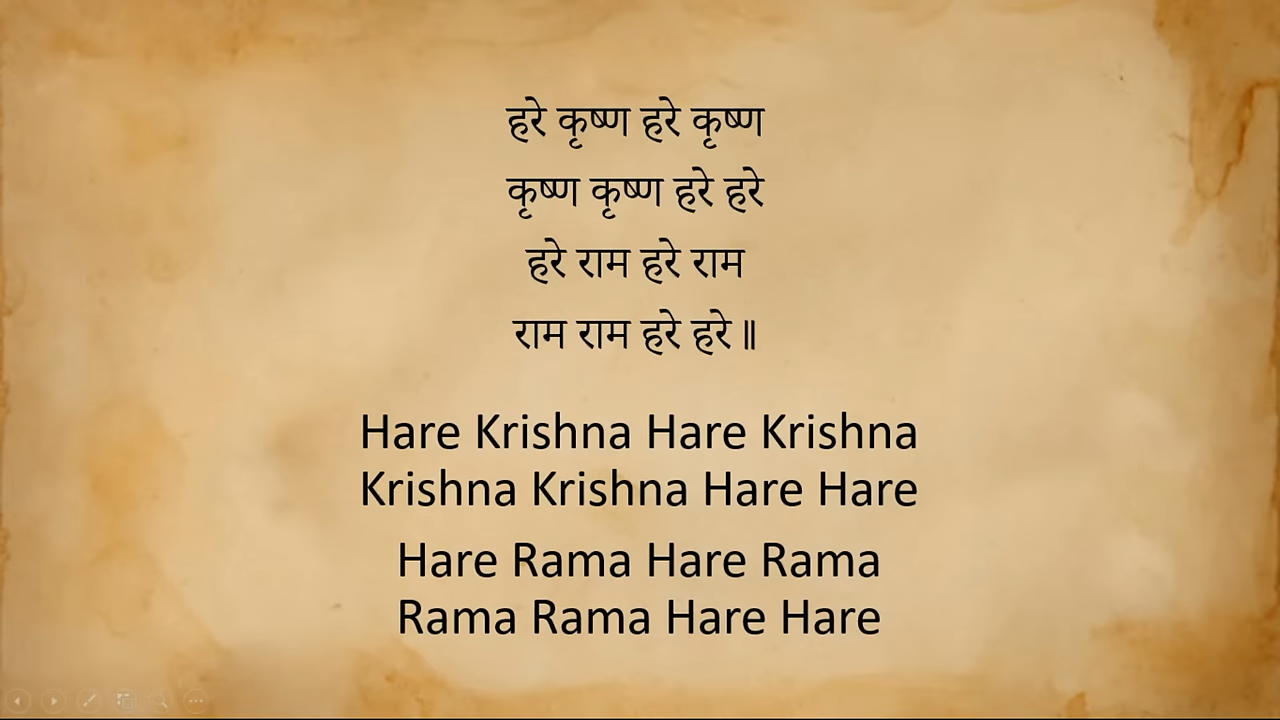 हरे कृष्ण हरे कृष्ण
कृष्ण कृष्ण हरे हरे
हरे राम हरे राम
राम राम हरे हरे॥
Hare Krishna Hare Krishna
Krishna Krishna Hare Hare
Hare Rama Hare Rama
Rama Rama Hare Hare